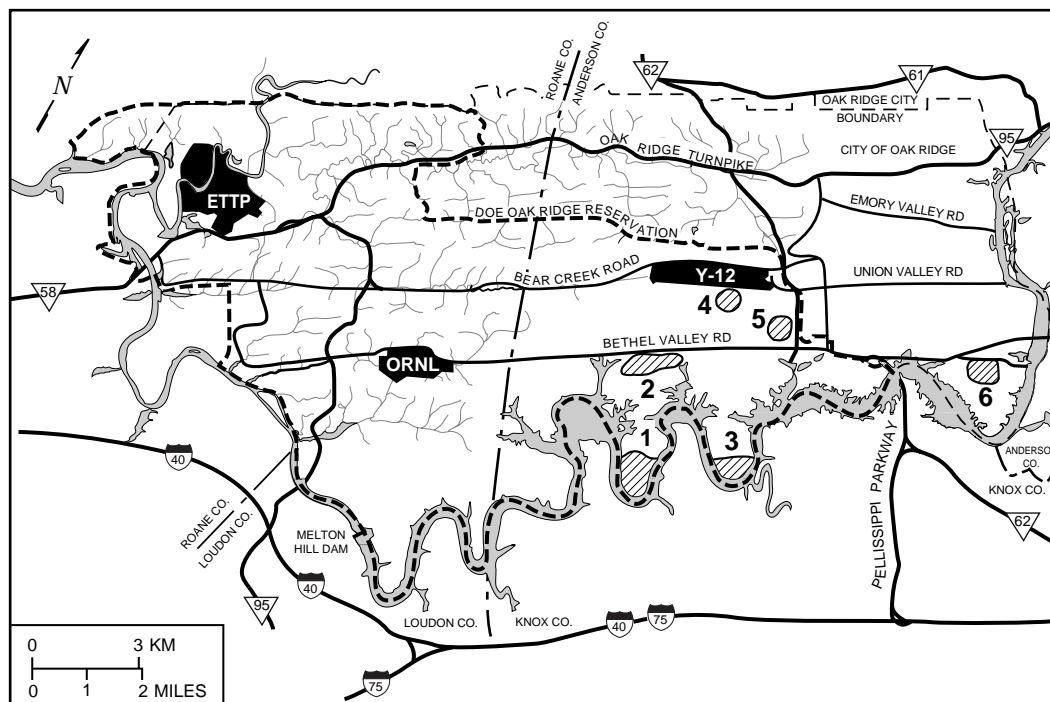 N
ROANE CO.
ANDERSON CO.
62
61
OAK RIDGE CITY
BOUNDARY
95
OAK RIDGE TURNPIKE
CITY OF OAK RIDGE
ETTP
EMORY VALLEY RD
DOE OAK RIDGE RESERVATION
BEAR CREEK ROAD
Y-12
UNION VALLEY RD
58
4
5
BETHEL VALLEY RD
ORNL
2
6
1
3
40
ANDERSON
CO.
KNOX CO.
ROANE CO.
LOUDON CO.
MELTON
HILL DAM
PELLISSIPPI PARKWAY
62
40
95
LOUDON CO.
KNOX CO.
40
75
75
0 3 KM
0 1 2 MILES